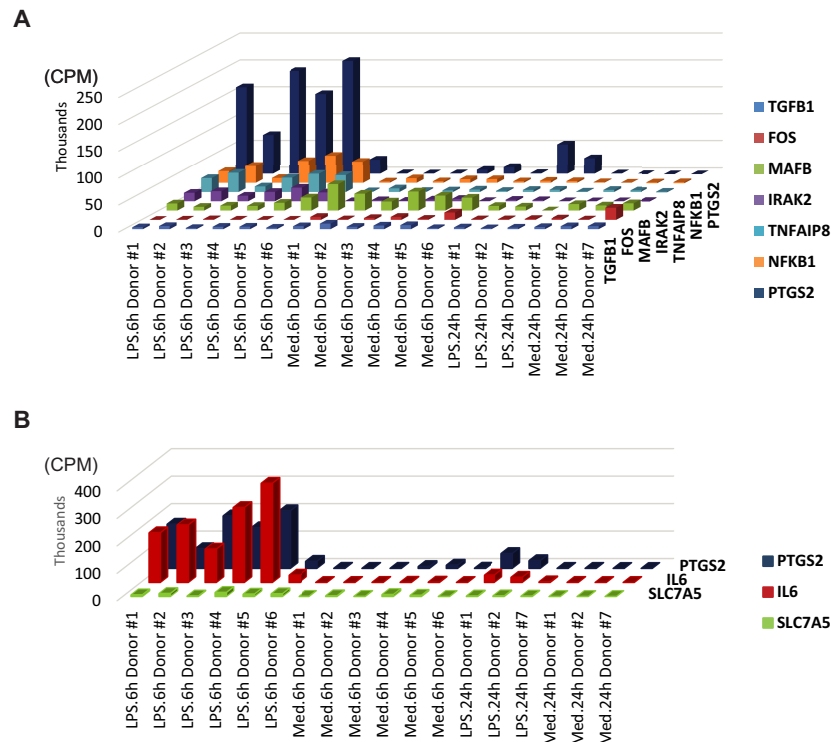 A
(CPM)
Thousands
250
200
150
100
50
0
TGFB1
FOS
MAFB
IRAK2
TNFAIP8
NFKB1
PTGS2
LPS.6h Donor #1
LPS.6h Donor #2
LPS.6h Donor #3
LPS.6h Donor #4
LPS.6h Donor #5
LPS.6h Donor #6
Med.6h Donor #1
Med.6h Donor #2
Med.6h Donor #3
Med.6h Donor #4
Med.6h Donor #5
Med.6h Donor #6
LPS.24h Donor #1
LPS.24h Donor #2
LPS.24h Donor #7
Med.24h Donor #1
Med.24h Donor #2
Med.24h Donor #7
TGFB1
FOS
MAFB
IRAK2
TNFAIP8
NFKB1
PTGS2
B
(CPM)
Thousands
400
300
200
100
0
PTGS2
IL6
SLC7A5
LPS.6h Donor #1
LPS.6h Donor #2
LPS.6h Donor #3
LPS.6h Donor #4
LPS.6h Donor #5
LPS.6h Donor #6
Med.6h Donor #1
Med.6h Donor #2
Med.6h Donor #3
Med.6h Donor #4
Med.6h Donor #5
Med.6h Donor #6
LPS.24h Donor #1
LPS.24h Donor #2
LPS.24h Donor #7
Med.24h Donor #1
Med.24h Donor #2
Med.24h Donor #7
PTGS2
IL6
SLC7A5